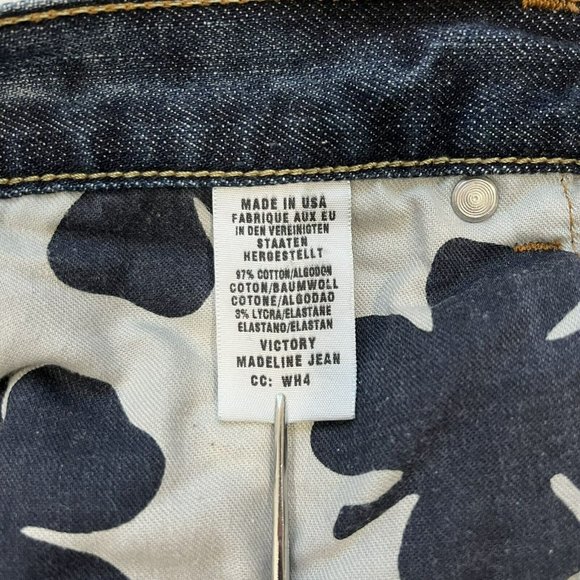 MADE IN USA
FABRIQUE AUX EU
IN DEN VEREINIGTEN
STAATEN
HERGESTELLT
97% COTTON/ALGODON
COTON/BAUMWOLL
COTONE/ALGODAO
3% LYCRA/ELASTANE
ELASTANO/ELASTAN
VICTORY
MADELINE JEAN
CC: WH4